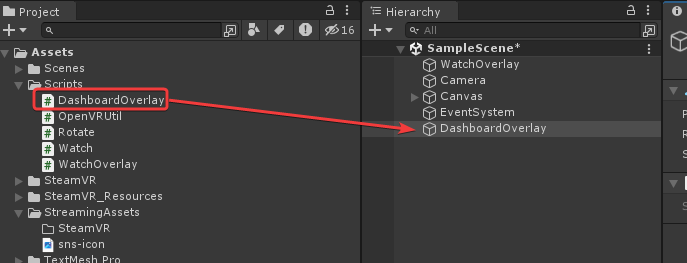 Project
16
Assets
Scenes
Scripts
DashboardOverlay
OpenVRUtil
Rotate
Watch
WatchOverlay
SteamVR
SteamVR_Resources
StreamingAssets
SteamVR
sns-icon
TextMesh Pro
Hierarchy
All
SampleScene*
WatchOverlay
Camera
Canvas
EventSystem
DashboardOverlay